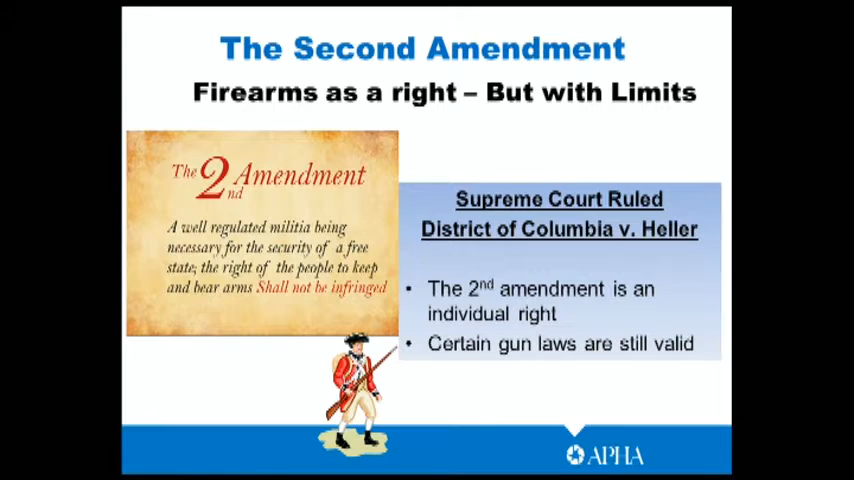 The Second Amendment
Firearms as a right – But with Limits
The 2nd Amendment
A well regulated militia being
necessary for the security of a free
state; the right of the people to keep
and bear arms Shall not be infringed
Supreme Court Ruled
District of Columbia v. Heller
• The 2nd amendment is an
individual right
• Certain gun laws are still valid
APHA